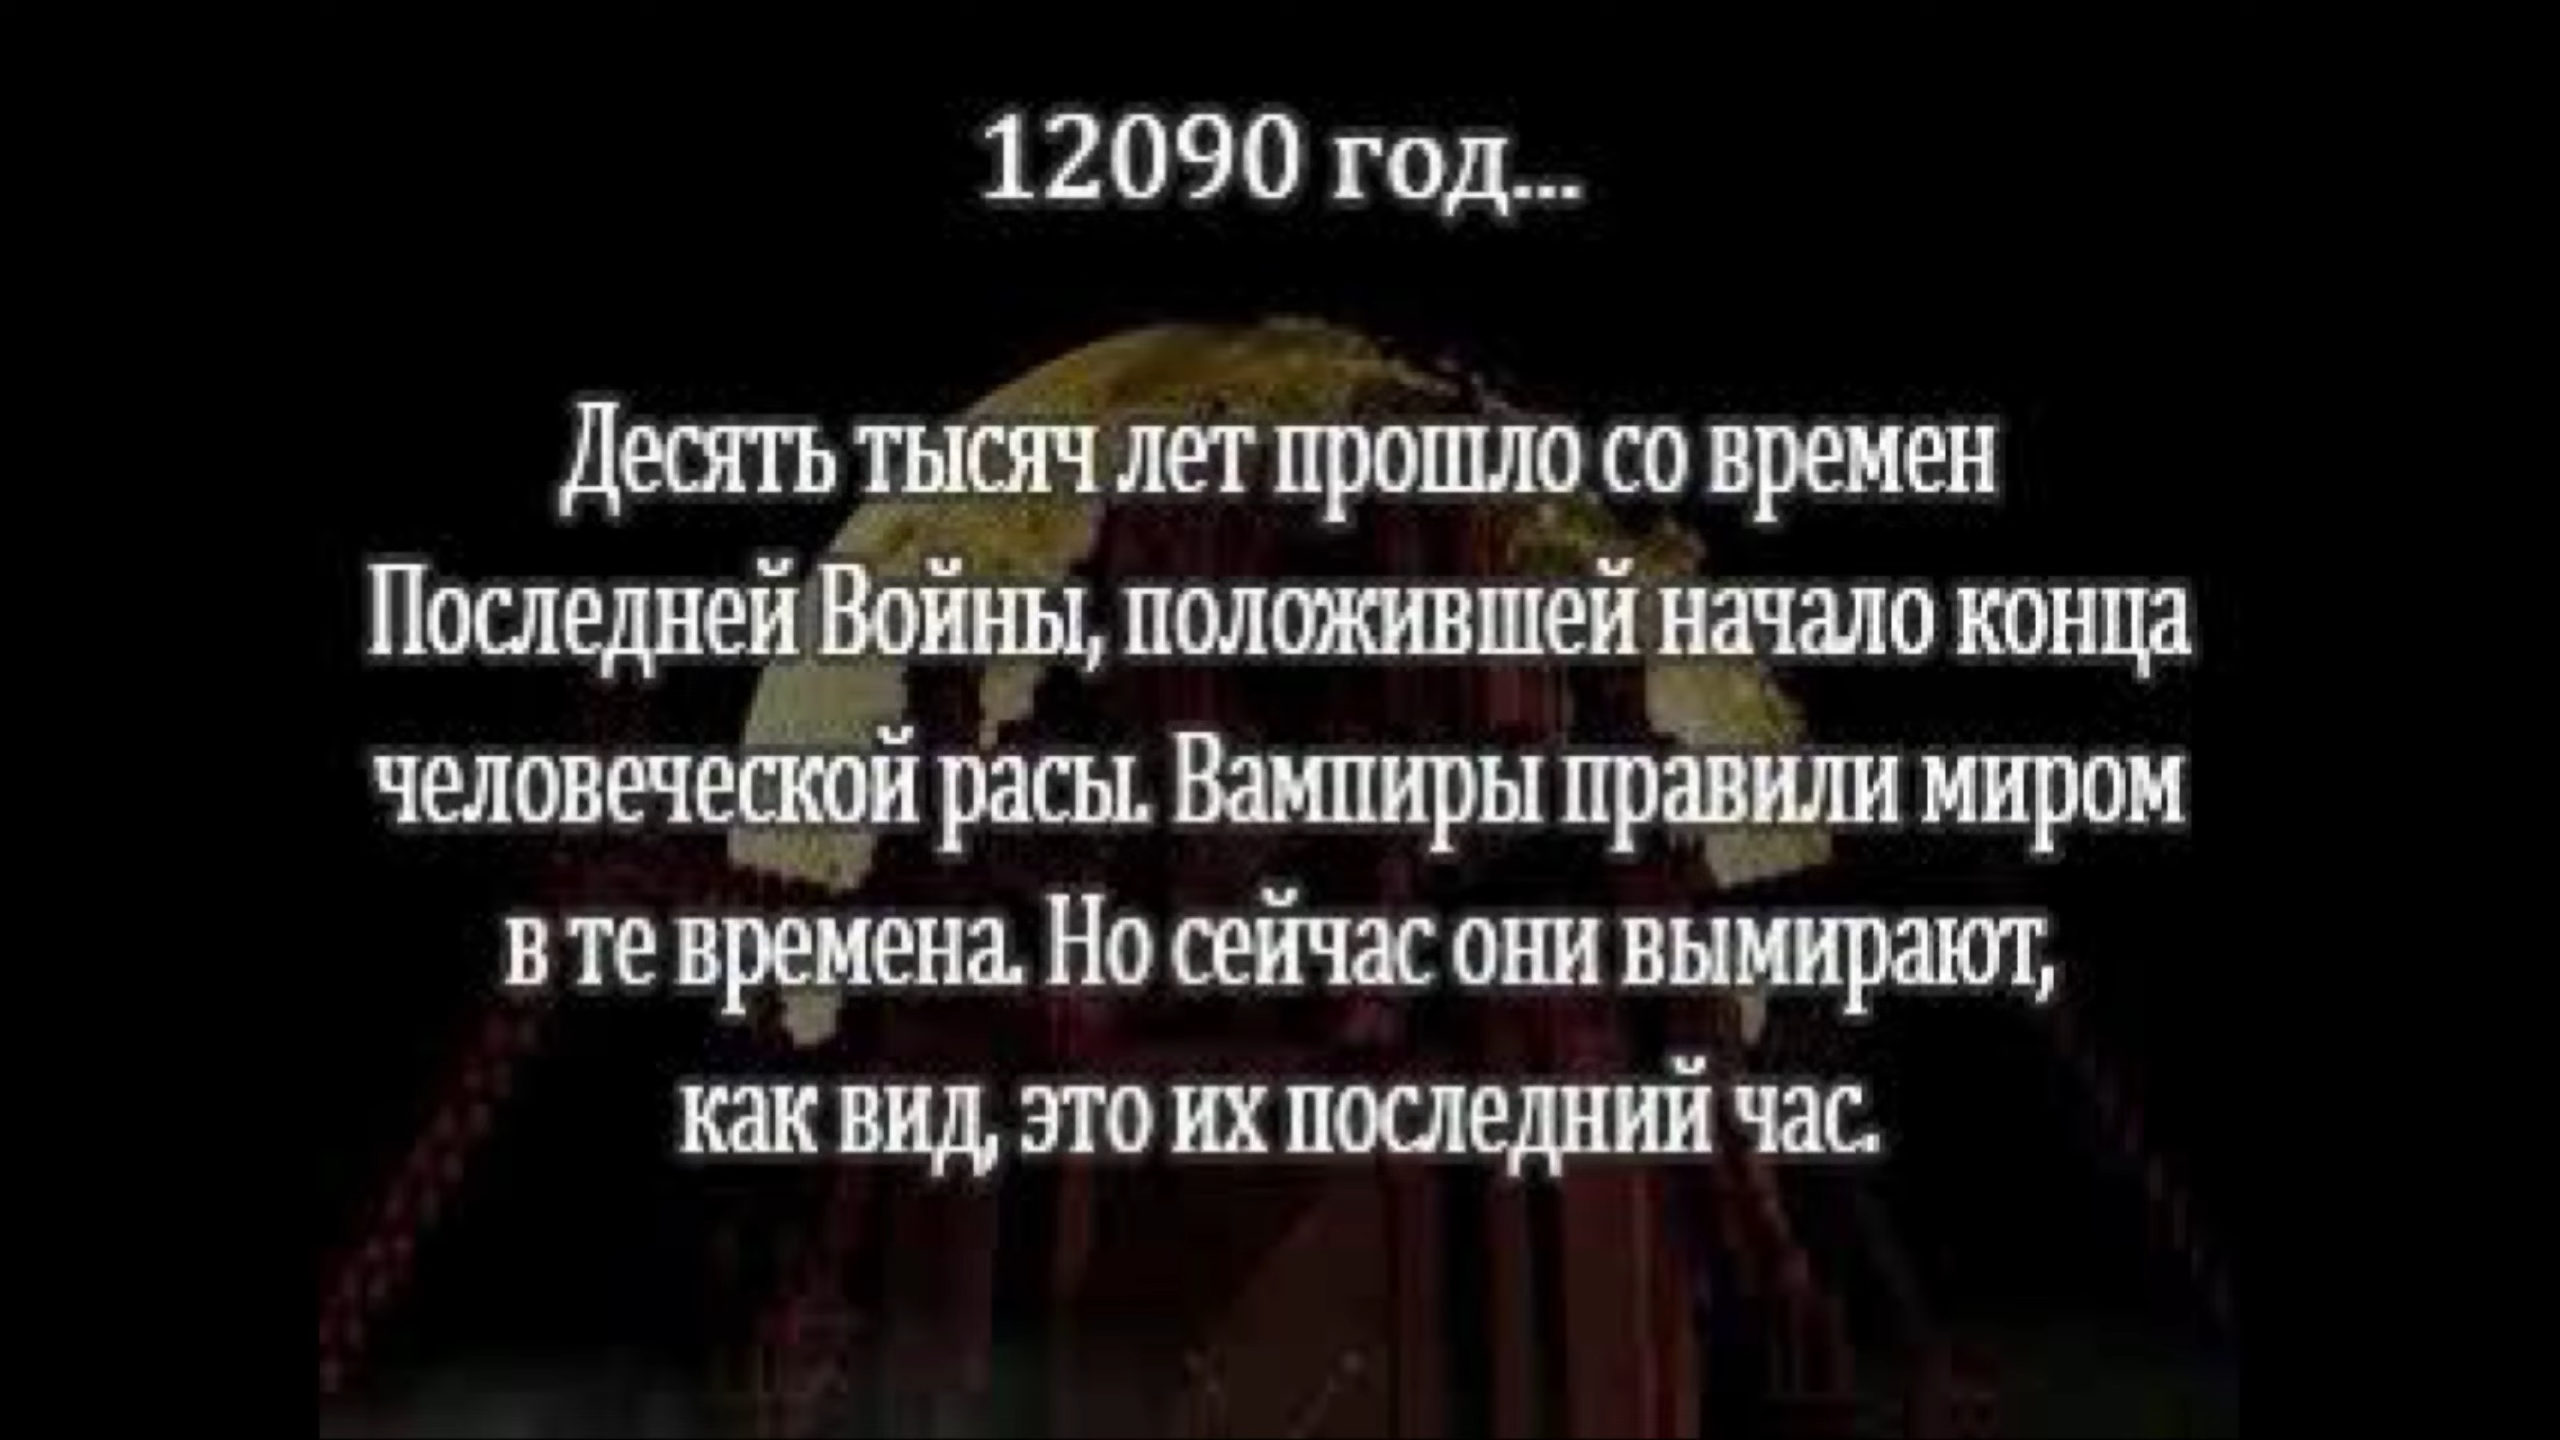 12090 год...
Десять тысяч лет прошло со времен
Последней Войны, положившей начало конца
человеческой расы. Вампиры правили миром
в те времена. Но сейчас они вымирают,
как вид, это их последний час.